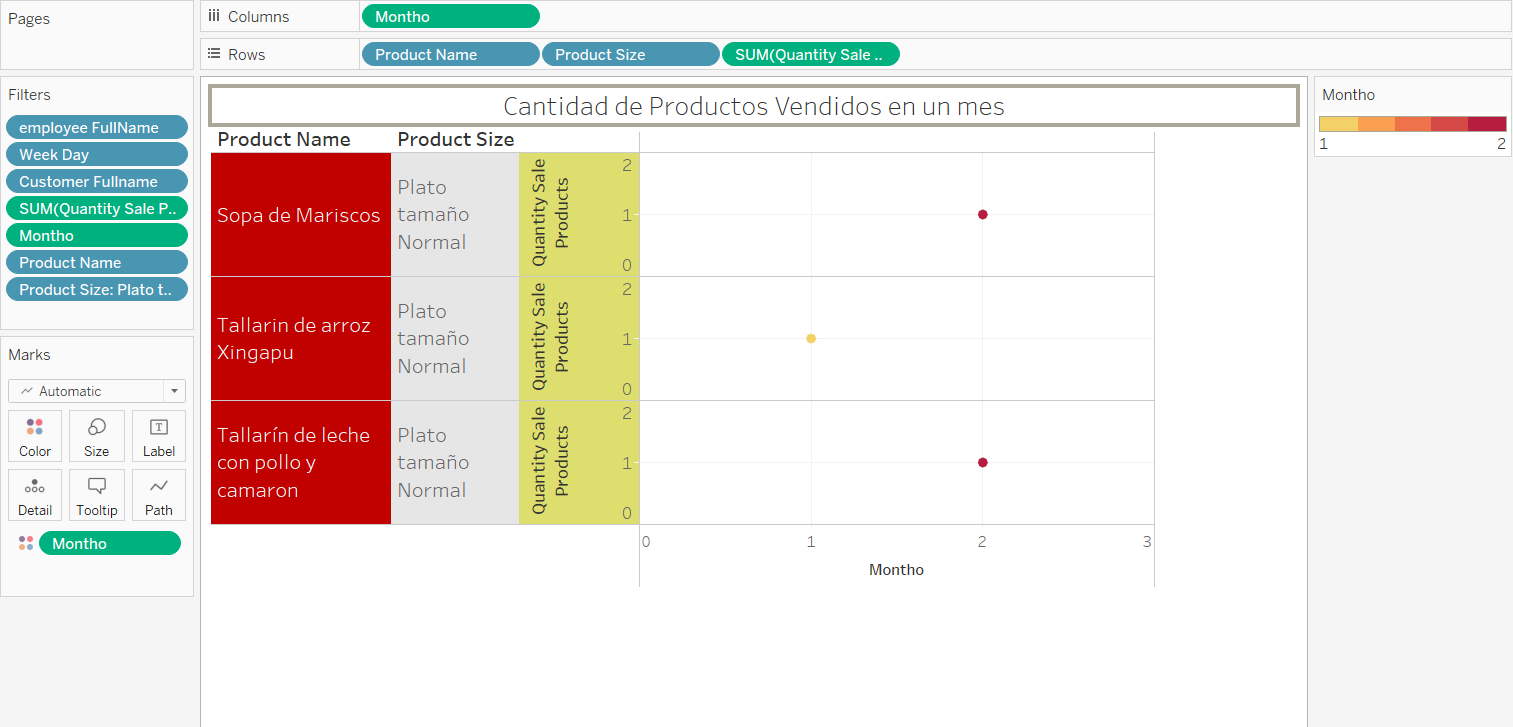 Pages
Columns
Montho
Rows
Product Name
Product Size
SUM(Quantity Sale ..
Filters
employee FullName
Week Day
Customer Fullname
SUM(Quantity Sale P..
Montho
Product Name
Product Size: Plato t..
Marks
Automatic
Color
Size
Label
Detail
Tooltip
Path
Montho
Cantidad de Productos Vendidos en un mes
Product Name
Product Size
Sopa de Mariscos
Plato
tamaño
Normal
Quantity Sale
Products
2
1
0
Tallarin de arroz
Xingapu
Plato
tamaño
Normal
Quantity Sale
Products
2
1
0
Tallarín de leche
con pollo y
camaron
Plato
tamaño
Normal
Quantity Sale
Products
2
1
0
0
1
2
3
Montho
Montho
1
2